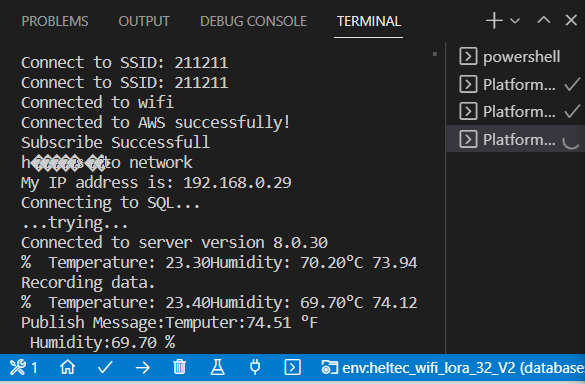 PROBLEMS OUTPUT DEBUG CONSOLE TERMINAL
Connect to SSID: 211211
Connect to SSID: 211211
Connected to wifi
Connected to AWS successfully!
Subscribe Successfull
to network
My IP address is: 192.168.0.29
Connecting to SQL...
...trying...
Connected to server version 8.0.30
%  Temperature: 23.30Humidity: 70.20ºC 73.94
Recording data.
%  Temperature: 23.40Humidity: 69.70ºC 74.12
Publish Message:Temputer:74.51 ºF
 Humidity:69.70 %
powershell
Platform...
Platform...
Platform...
1 env:heltec_wifi_lora_32_V2 (database